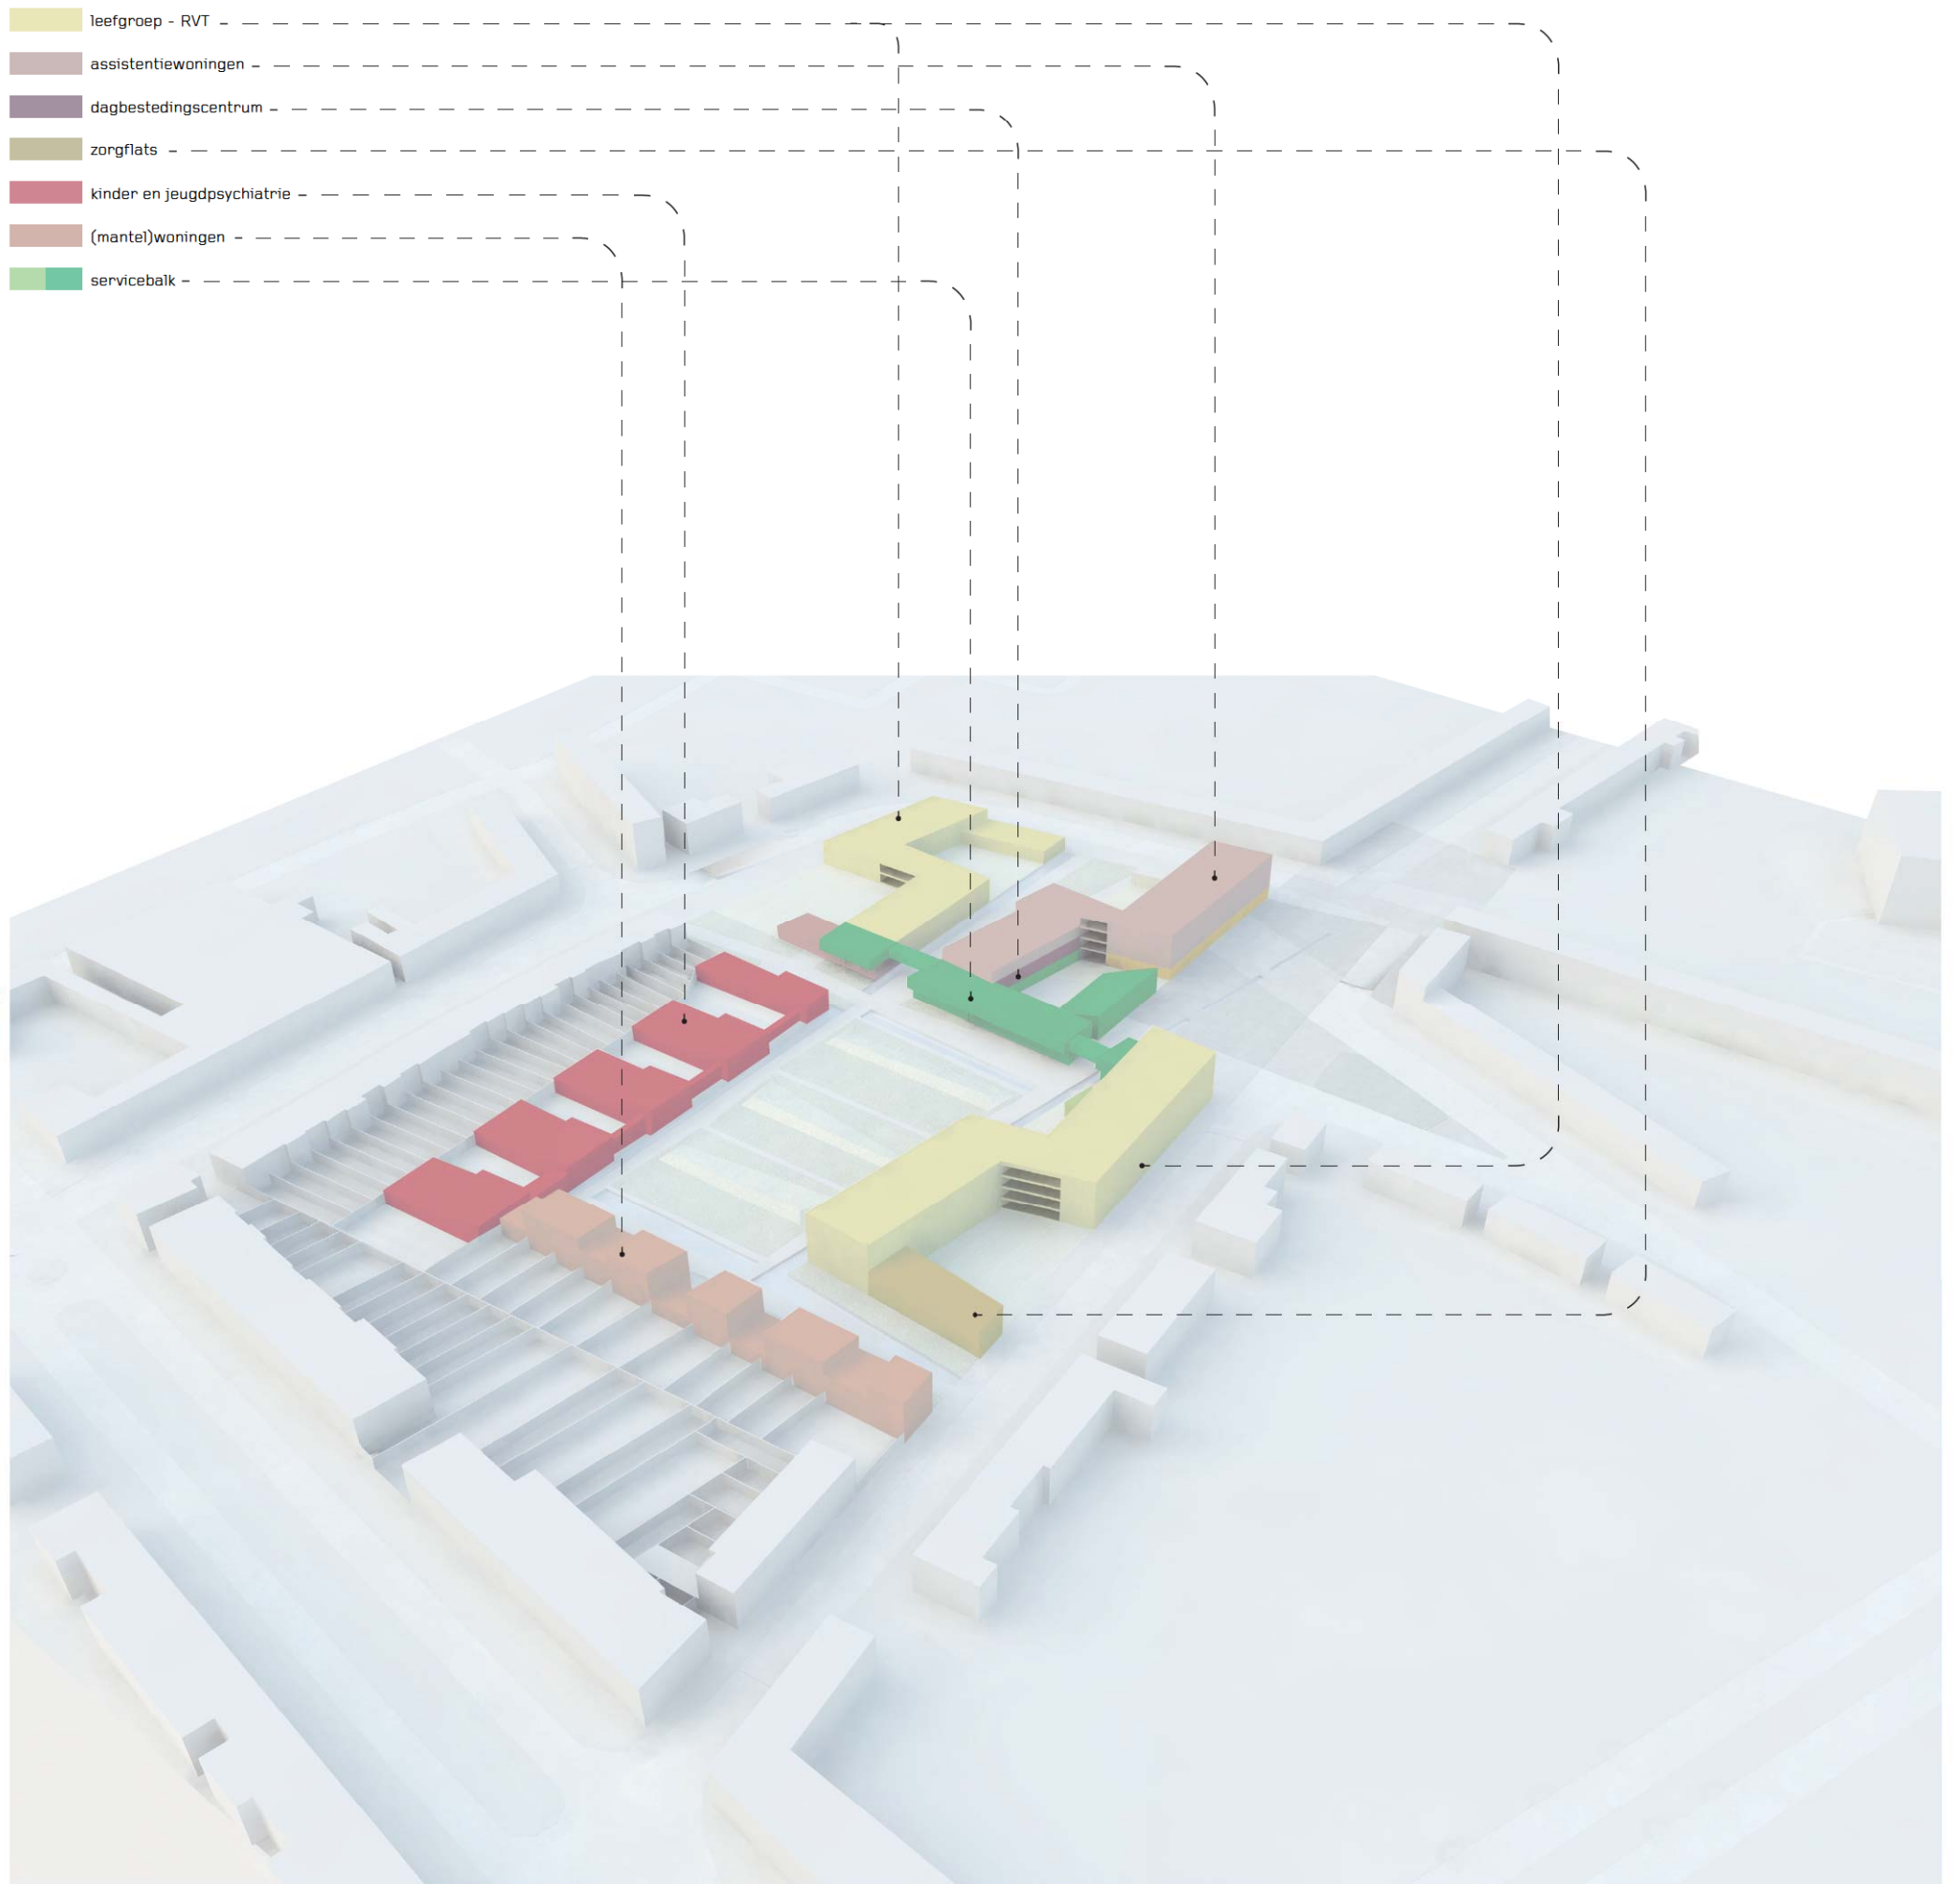 leefgroep - RVT
assistentiewoningen
dagbestedingscentrum
zorgflats
kinder en jeugdpsychiatrie
(mantel)woningen
servicebalk